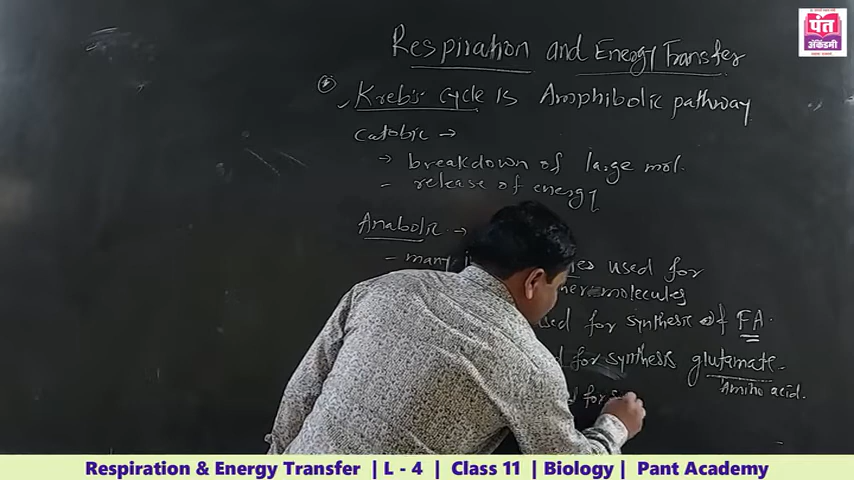 पंत
अॅकॅडमी
Respiration and Energy Transfer
Kreb's cycle is Amphibolic pathway
Catobic →
→ breakdown of large mol.
- release of energy
Anabolic →
- many used for
molecules
used for synthesis of FA.
for synthesis glutamate.
Amino acid.
for
Respiration & Energy Transfer | L - 4 | Class 11 | Biology | Pant Academy